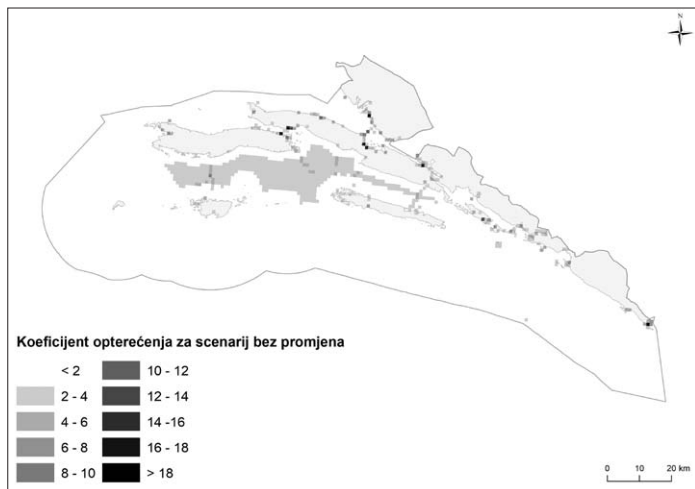 N
Koeficijent opterećenja za scenarij bez promjena
< 2
2 - 4
4 - 6
6 - 8
8 - 10
10 - 12
12 - 14
14 -16
16 - 18
> 18
0 10 20 km